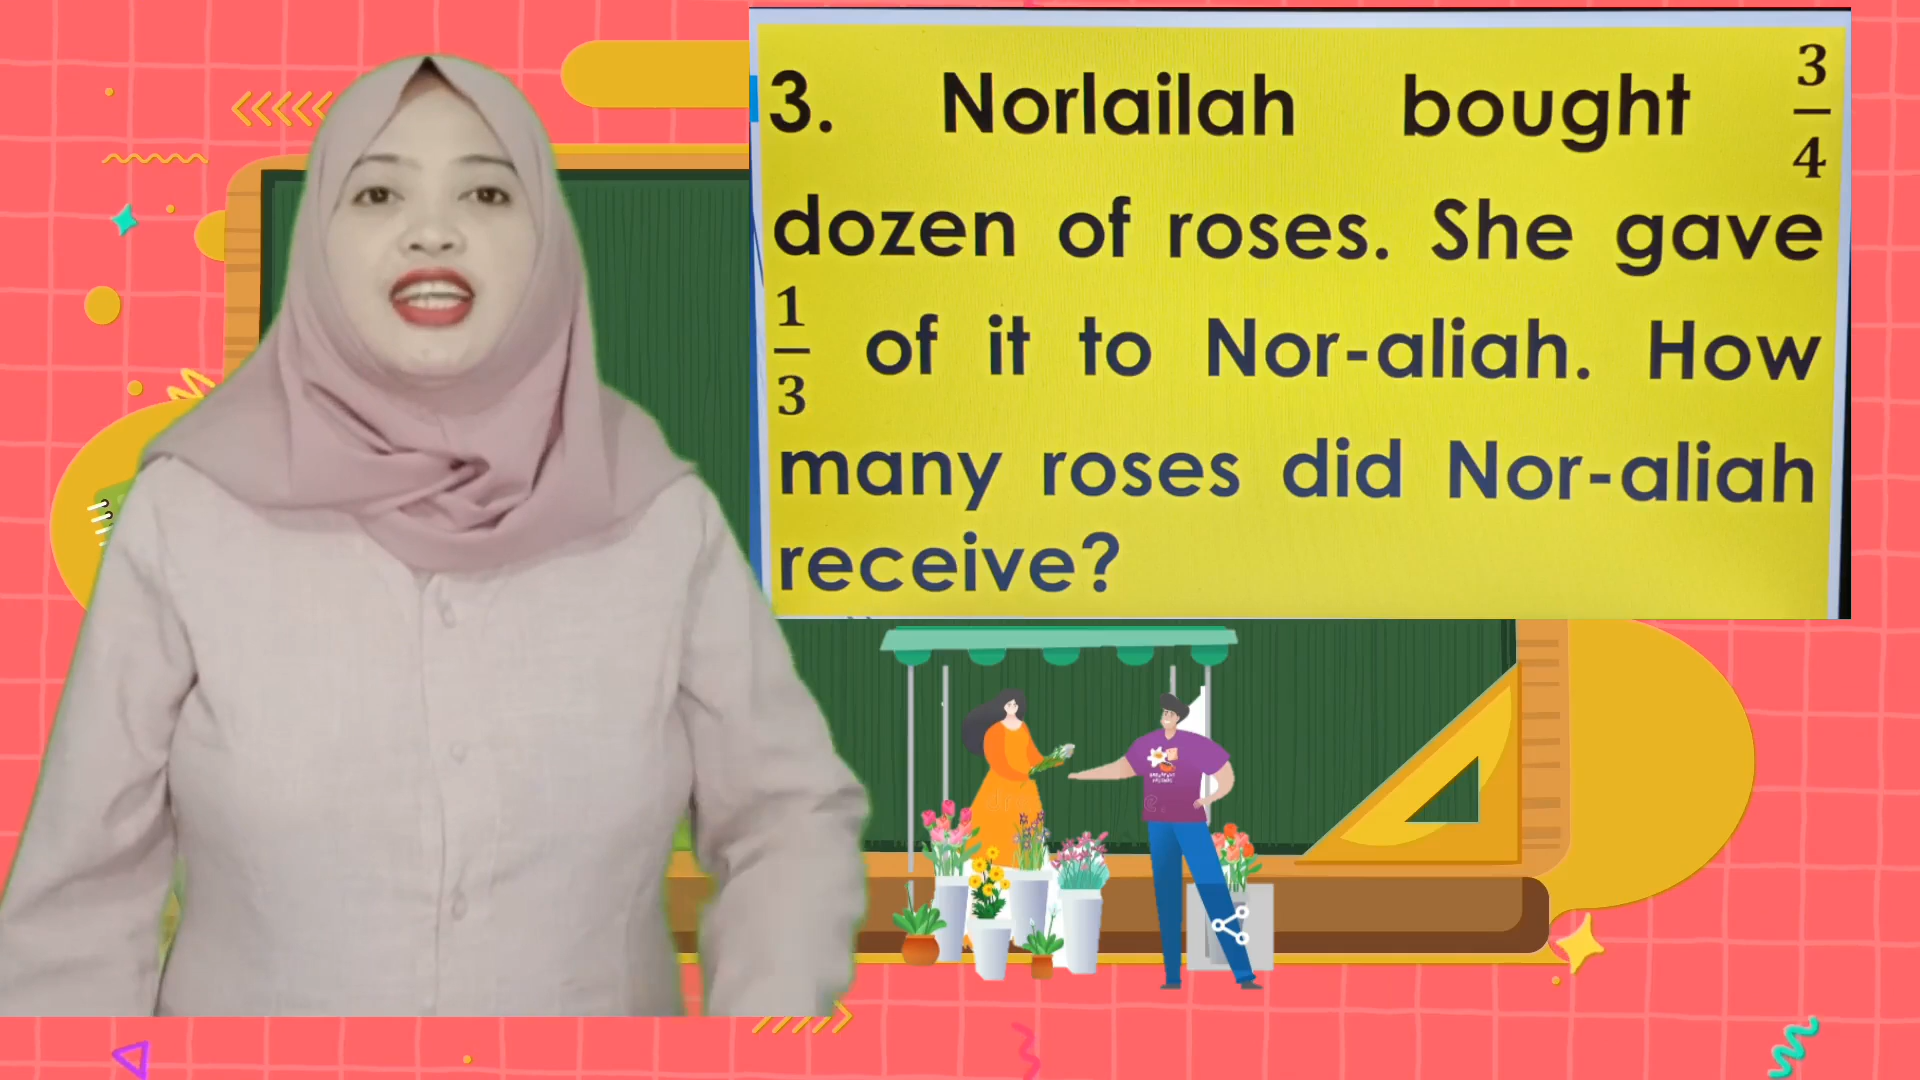 3. Norlailah bought 3/4
dozen of roses. She gave
1/3 of it to Nor-aliah. How
many roses did Nor-aliah
receive?